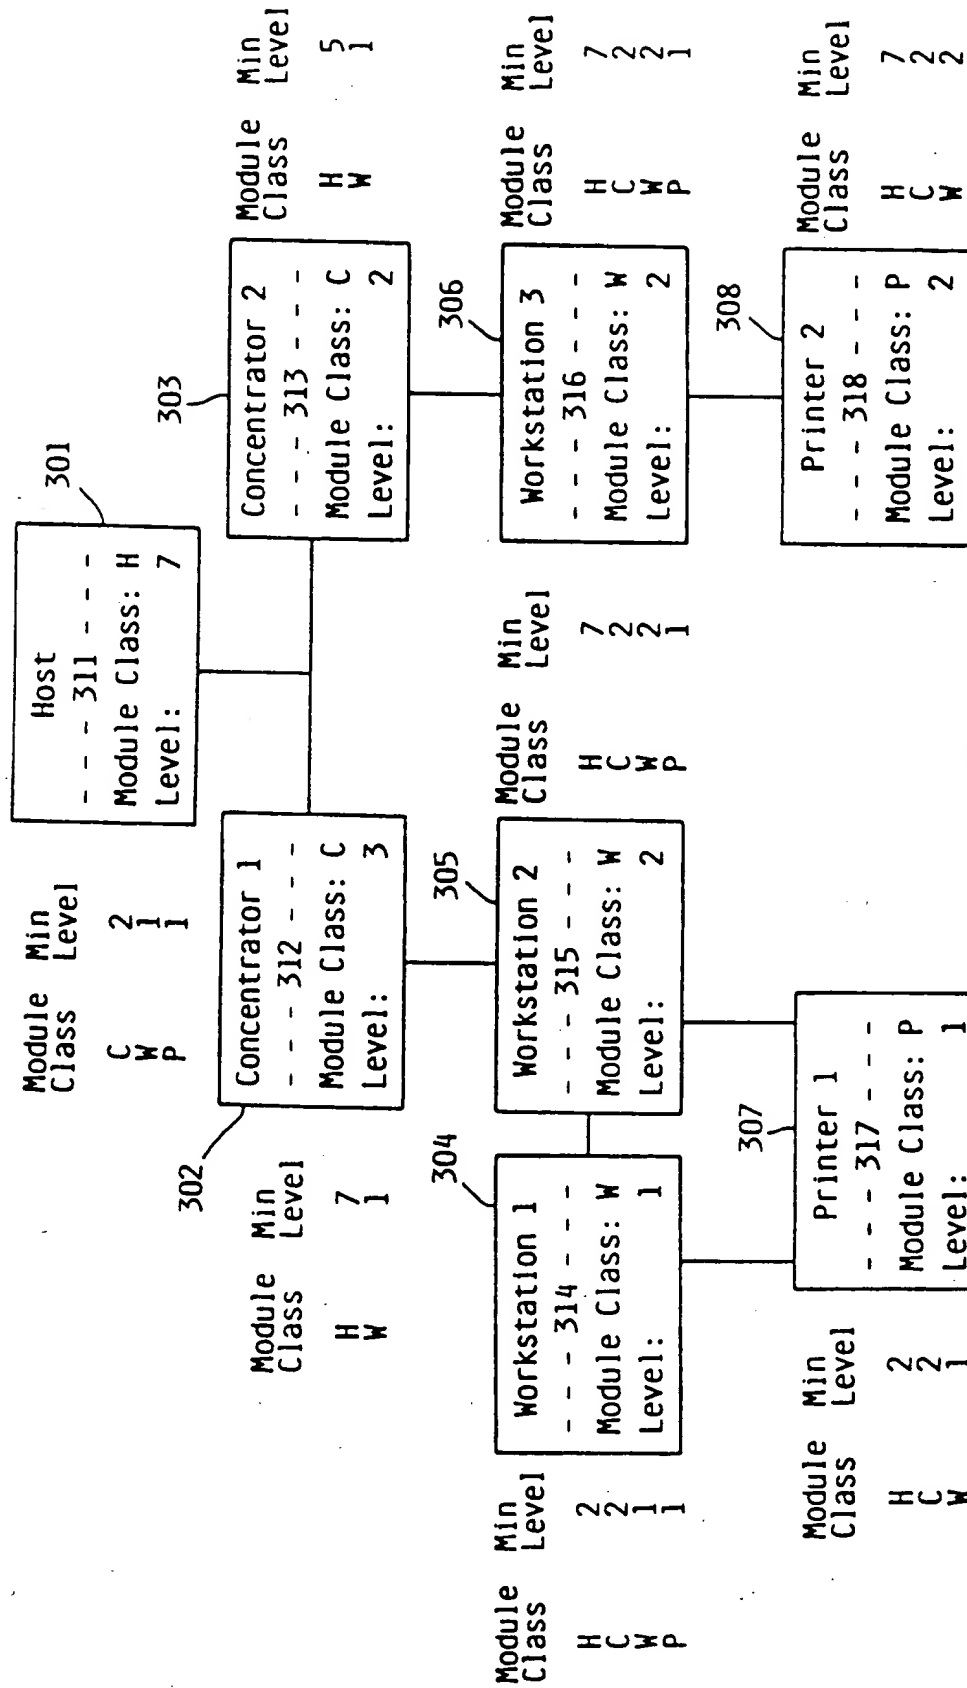 Host
- - - 311 - - - -
Module Class: H
Level: 7
301
Module Min
Class Level
C 2
W 1
P 1
Concentrator 1
- - - - 312 - - - -
Module Class: C
Level: 3
302
Module Min
Class Level
H 7
W 1
Concentrator 2
- - - 313 - - - -
Module Class: C
Level: 2
303
Module Min
Class Level
H 5
W 1
Workstation 1
- - - 314 - - - -
Module Class: W
Level: 1
304
Module Min
Class Level
H 2
C 2
W 1
P 1
Workstation 2
- - - 315 - - - -
Module Class: W
Level: 2
305
Module Min
Class Level
H 7
C 2
W 2
P 1
Workstation 3
- - - 316 - - - -
Module Class: W
Level: 2
306
Module Min
Class Level
H 7
C 2
W 2
P 1
Printer 1
- - - 317 - - - -
Module Class: P
Level: 1
307
Module Min
Class Level
H 2
C 2
W 1
Printer 2
- - - 318 - - - -
Module Class: P
Level: 2
308
Module Min
Class Level
H 7
C 2
W 2